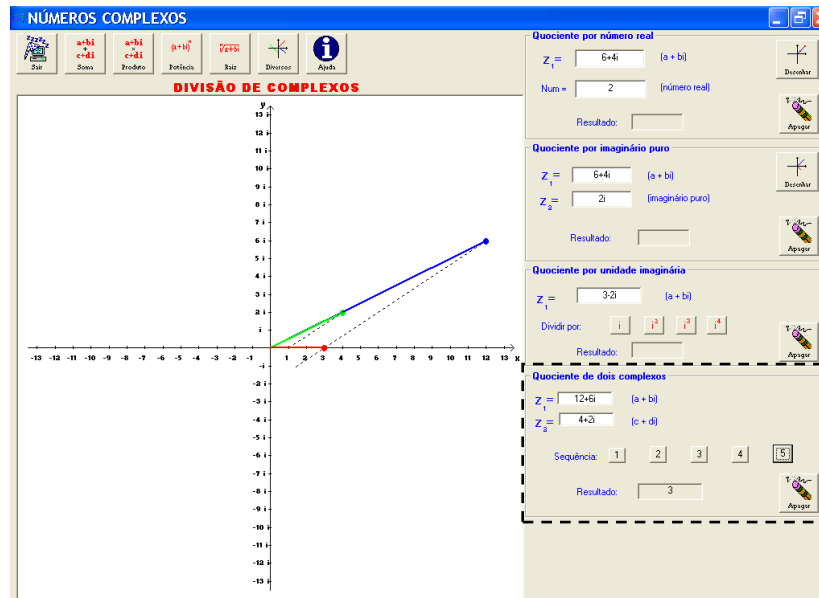 NÚMEROS COMPLEXOS
a+bi a+bi (a+bi)ⁿ ⁿ√a+bi
+ x
c+di c+di
Sair Soma Produto Potência Raiz Diversos Ajuda
DIVISÃO DE COMPLEXOS
y
13 i
12 i
11 i
10 i
9 i
8 i
7 i
6 i
5 i
4 i
3 i
2 i
i
-13 -12 -11 -10 -9 -8 -7 -6 -5 -4 -3 -2 -1 1 2 3 4 5 6 7 8 9 10 11 12 13 x
-i
-2 i
-3 i
-4 i
-5 i
-6 i
-7 i
-8 i
-9 i
-10 i
-11 i
-12 i
-13 i
Quociente por número real
Z₁= 6+4i (a + bi)
Desenhar
Num = 2 (número real)
Resultado:
Apagar
Quociente por imaginário puro
Z₁= 6+4i (a + bi)
Desenhar
Z₂= 2i (imaginário puro)
Resultado:
Apagar
Quociente por unidade imaginária
Z₁= 3-2i (a + bi)
Dividir por: i i² i³ i⁴
Resultado:
Apagar
Quociente de dois complexos
Z₁= 12+6i (a + bi)
Z₂= 4+2i (c + di)
Sequência: 1 2 3 4 5
Resultado: 3
Apagar